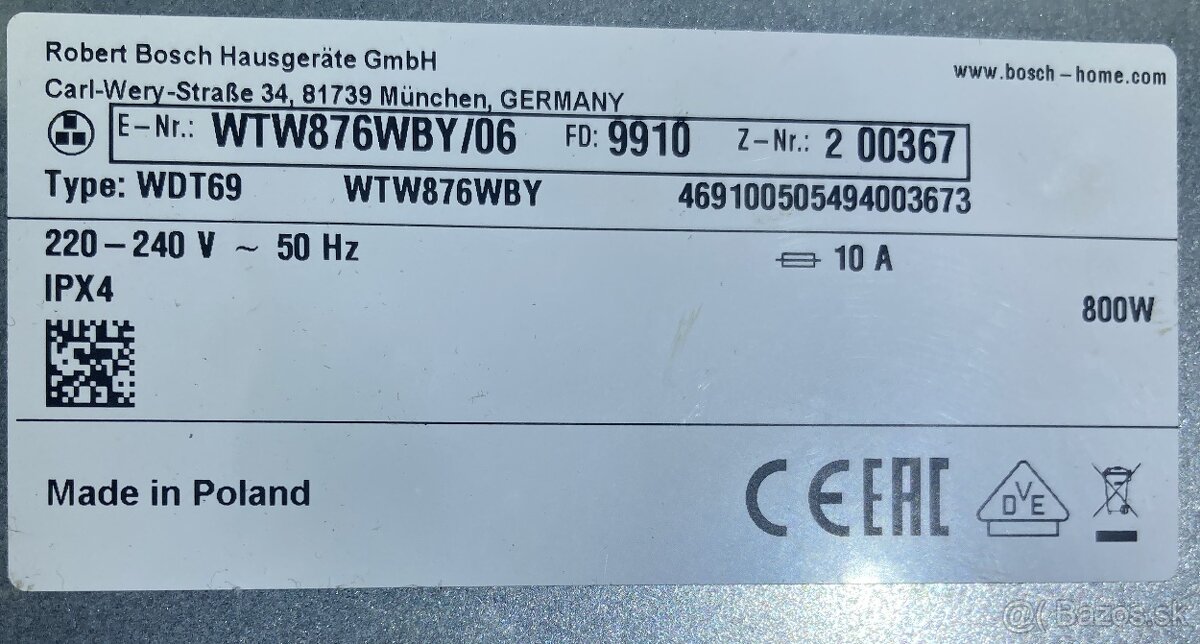 Robert Bosch Hausgeräte GmbH
www.bosch-home.com
Carl-Wery-Straße 34, 81739 München, GERMANY
E-Nr.: WTW876WBY/06 FD: 9910 Z-Nr.: 2 00367
Type: WDT69 WTW876WBY 469100505494003673
220-240 V ~ 50 Hz 10 A
IPX4
800W
Made in Poland
CE EAC VDE
@( Bazos.sk